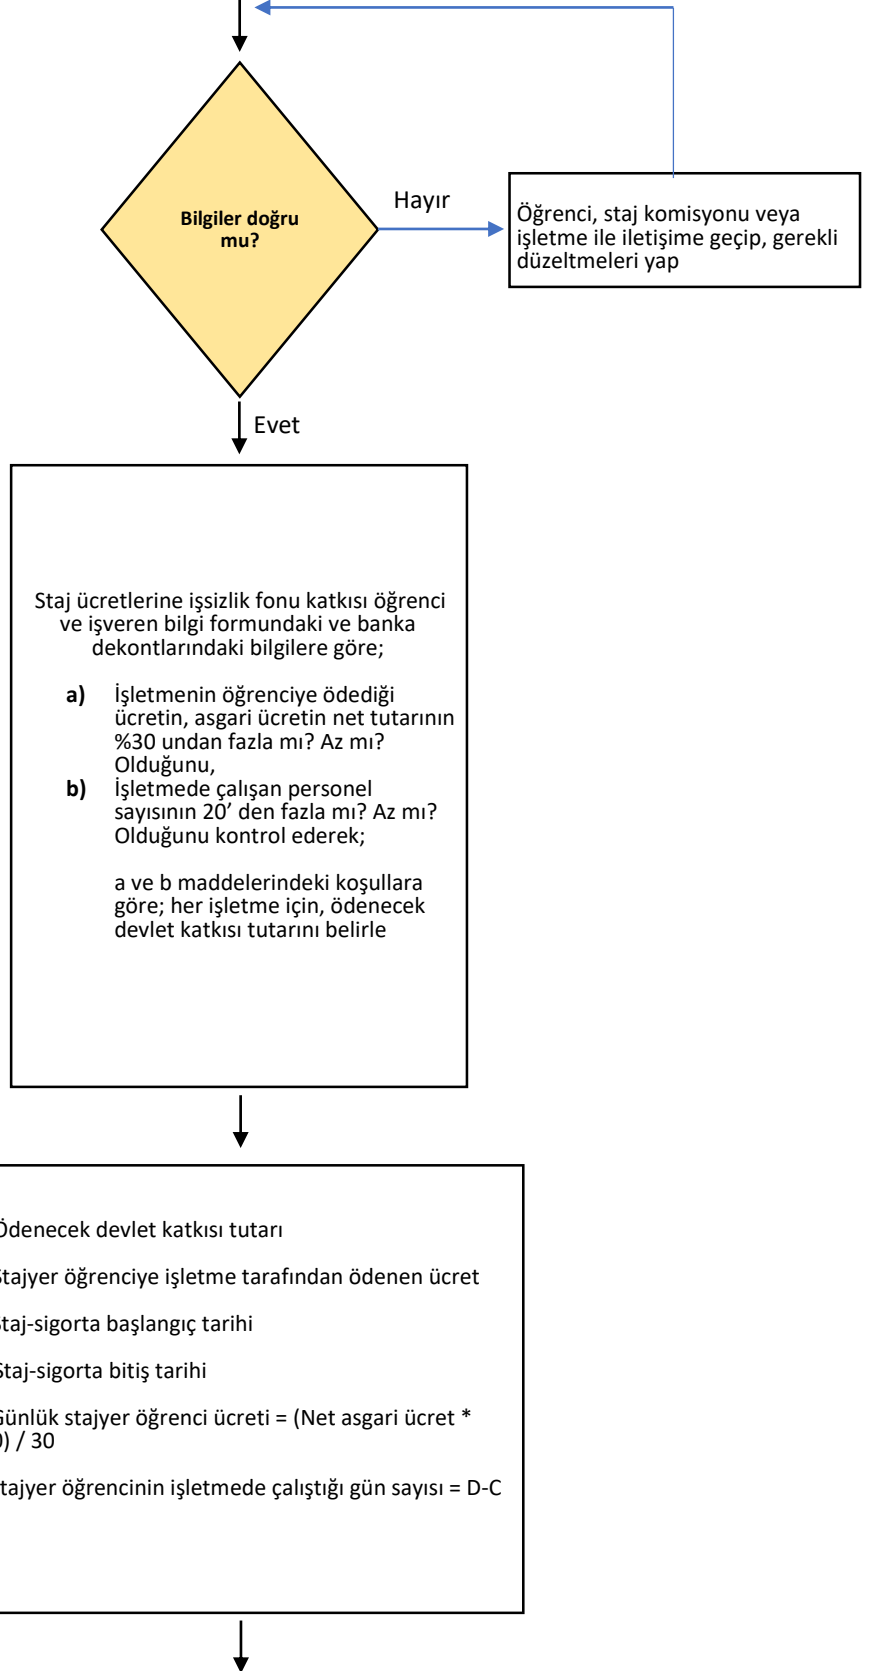 Bilgiler doğru
mu?
Hayır
Öğrenci, staj komisyonu veya
işletme ile iletişime geçip, gerekli
düzeltmeleri yap
Evet
Staj ücretlerine işsizlik fonu katkısı öğrenci
ve işveren bilgi formundaki ve banka
dekontlarındaki bilgilere göre;
a) İşletmenin öğrenciye ödediği
ücretin, asgari ücretin net tutarının
%30 undan fazla mı? Az mı?
Olduğunu,
b) İşletmede çalışan personel
sayısının 20’ den fazla mı? Az mı?
Olduğunu kontrol ederek;
a ve b maddelerindeki koşullara
göre; her işletme için, ödenecek
devlet katkısı tutarını belirle
Ödenecek devlet katkısı tutarı
Stajyer öğrenciye işletme tarafından ödenen ücret
Staj-sigorta başlangıç tarihi
Staj-sigorta bitiş tarihi
Günlük stajyer öğrenci ücreti = (Net asgari ücret *
) / 30
tajyer öğrencinin işletmede çalıştığı gün sayısı = D-C